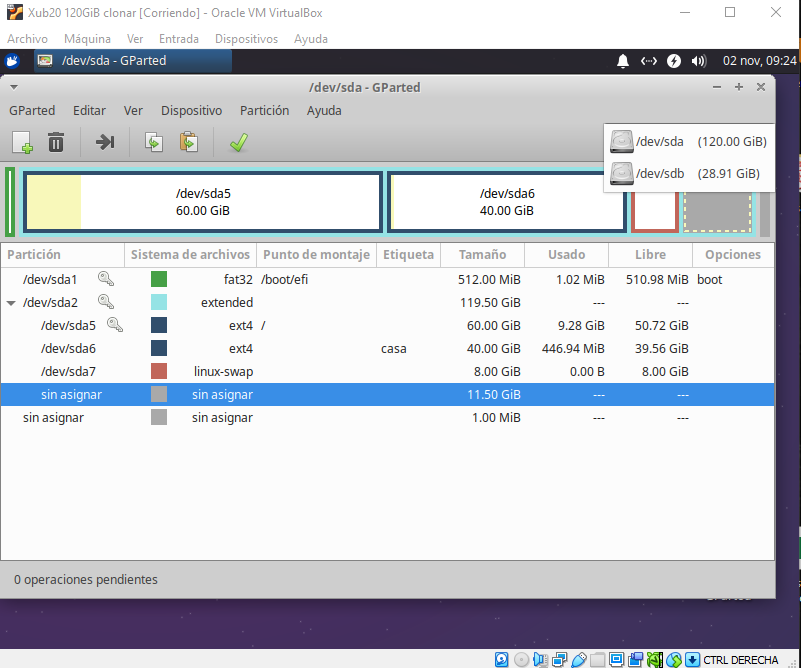 Xub20 120GiB clonar [Corriendo] - Oracle VM VirtualBox
Archivo Máquina Ver Entrada Dispositivos Ayuda
/dev/sda - GParted 02 nov, 09:24
/dev/sda - GParted
GParted Editar Ver Dispositivo Partición Ayuda
/dev/sda (120.00 GiB)
/dev/sdb (28.91 GiB)
/dev/sda5
60.00 GiB
/dev/sda6
40.00 GiB
Partición Sistema de archivos Punto de montaje Etiqueta Tamaño Usado Libre Opciones
/dev/sda1 fat32 /boot/efi 512.00 MiB 1.02 MiB 510.98 MiB boot
/dev/sda2 extended 119.50 GiB --- ---
/dev/sda5 ext4 / 60.00 GiB 9.28 GiB 50.72 GiB
/dev/sda6 ext4 casa 40.00 GiB 446.94 MiB 39.56 GiB
/dev/sda7 linux-swap 8.00 GiB 0.00 B 8.00 GiB
sin asignar sin asignar 11.50 GiB --- ---
sin asignar sin asignar 1.00 MiB --- ---
0 operaciones pendientes
CTRL DERECHA